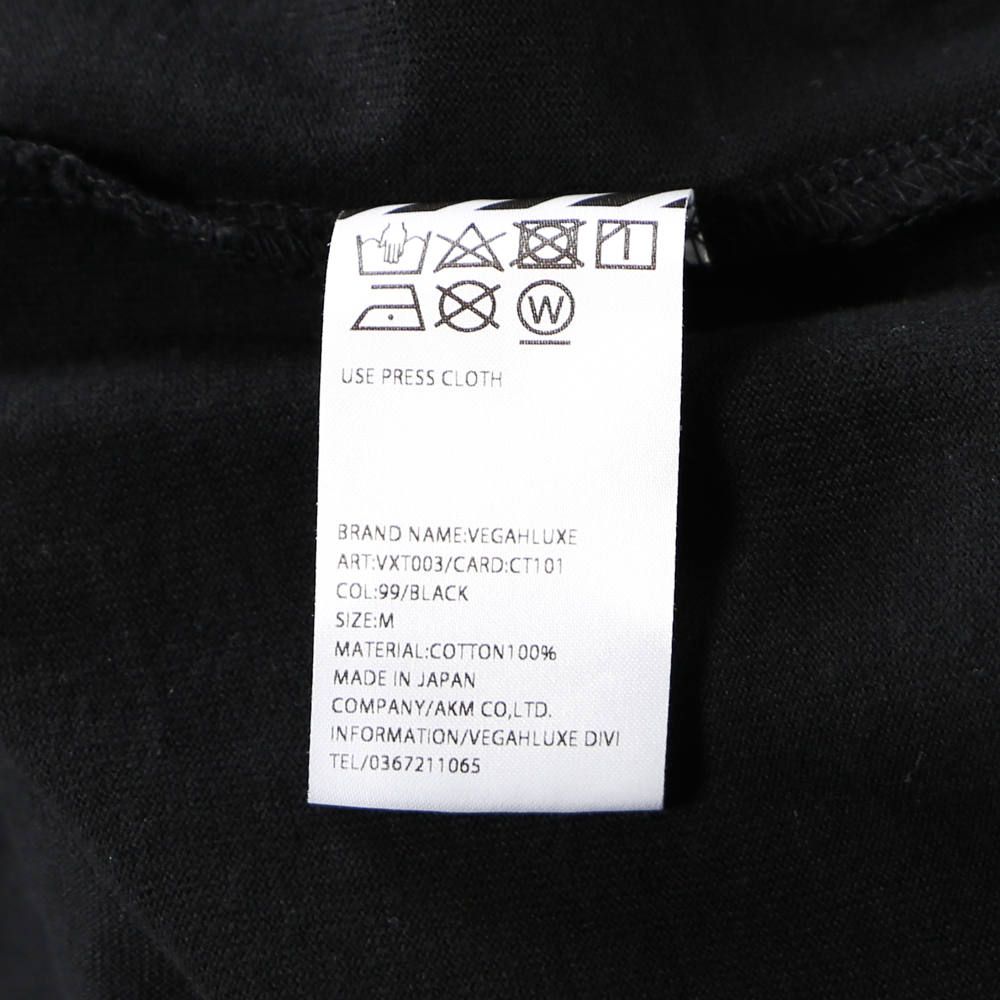 W
USE PRESS CLOTH
BRAND NAME:VEGAHLUXE
ART:VXT003/CARD:CT101
COL:99/BLACK
SIZE:M
MATERIAL:COTTON100%
MADE IN JAPAN
COMPANY/AKM CO,LTD.
INFORMATION/VEGAHLUXE DIVI
TEL/0367211065